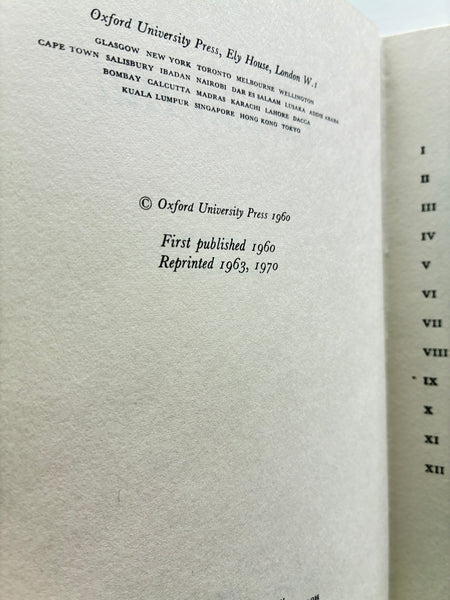 Oxford University Press, Ely House, London W.1
GLASGOW NEW YORK TORONTO MELBOURNE WELLINGTON
CAPE TOWN SALISBURY IBADAN NAIROBI DAR ES SALAAM LUSAKA ADDIS ABABA
BOMBAY CALCUTTA MADRAS KARACHI LAHORE DACCA
KUALA LUMPUR SINGAPORE HONG KONG TOKYO
© Oxford University Press 1960
First published 1960
Reprinted 1963, 1970
I
II
III
IV
V
VI
VII
VIII
IX
X
XI
XII